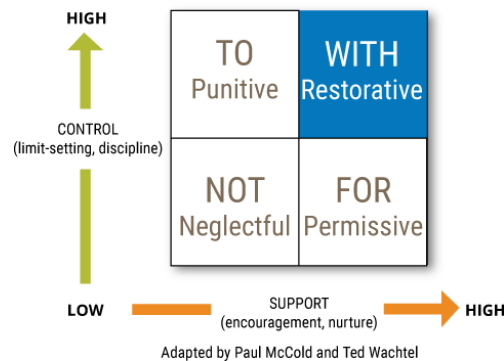 HIGH
TO
Punitive
WITH
Restorative
CONTROL
(limit-setting, discipline)
NOT
Neglectful
FOR
Permissive
LOW
SUPPORT
(encouragement, nurture)
HIGH
Adapted by Paul McCold and Ted Wachtel